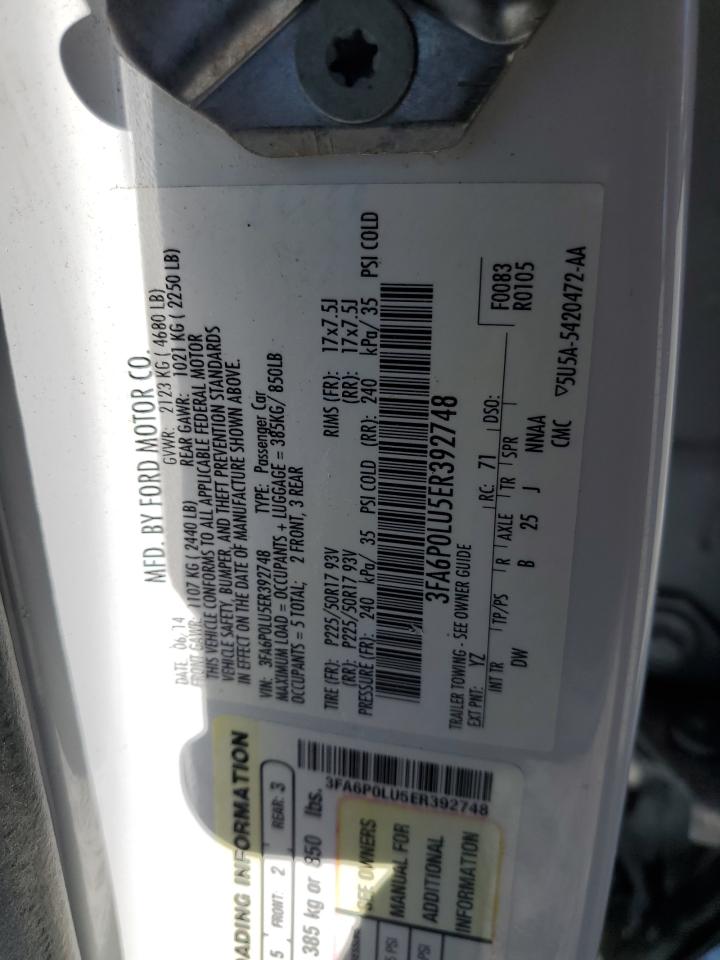 MFD. BY FORD MOTOR CO.
DATE: 06/14 GVWR: 2123 KG ( 4680 LB)
FRONT GAWR: 1107 KG ( 2440 LB) REAR GAWR: 1021 KG ( 2250 LB)
THIS VEHICLE CONFORMS TO ALL APPLICABLE FEDERAL MOTOR
VEHICLE SAFETY, BUMPER, AND THEFT PREVENTION STANDARDS
IN EFFECT ON THE DATE OF MANUFACTURE SHOWN ABOVE.
VIN: 3FA6P0LU5ER392748 TYPE: Passenger Car
MAXIMUM LOAD = OCCUPANTS + LUGGAGE = 385KG/ 850LB
OCCUPANTS = 5 TOTAL; 2 FRONT, 3 REAR
TIRE (FR): P225/50R17 93V RIMS (FR): 17x7.5J
(RR): P225/50R17 93V (RR): 17x7.5J
PRESSURE (FR): 240 kPa/ 35 PSI COLD (RR): 240 kPa/ 35 PSI COLD
3FA6P0LU5ER392748
TRAILER TOWING - SEE OWNER GUIDE F0083
EXT PNT: YZ RC: 71 DSO: R0105
INT TR TP/PS R AXLE TR SPR
DW B 25 J NNAA
CMC ▽5U5A-5420472-AA
ADING INFORMATION
5 FRONT: 2 REAR: 3
385 kg or 850 lbs.
3FA6P0LU5ER392748
SEE OWNERS
MANUAL FOR
PSI ADDITIONAL
PSI INFORMATION